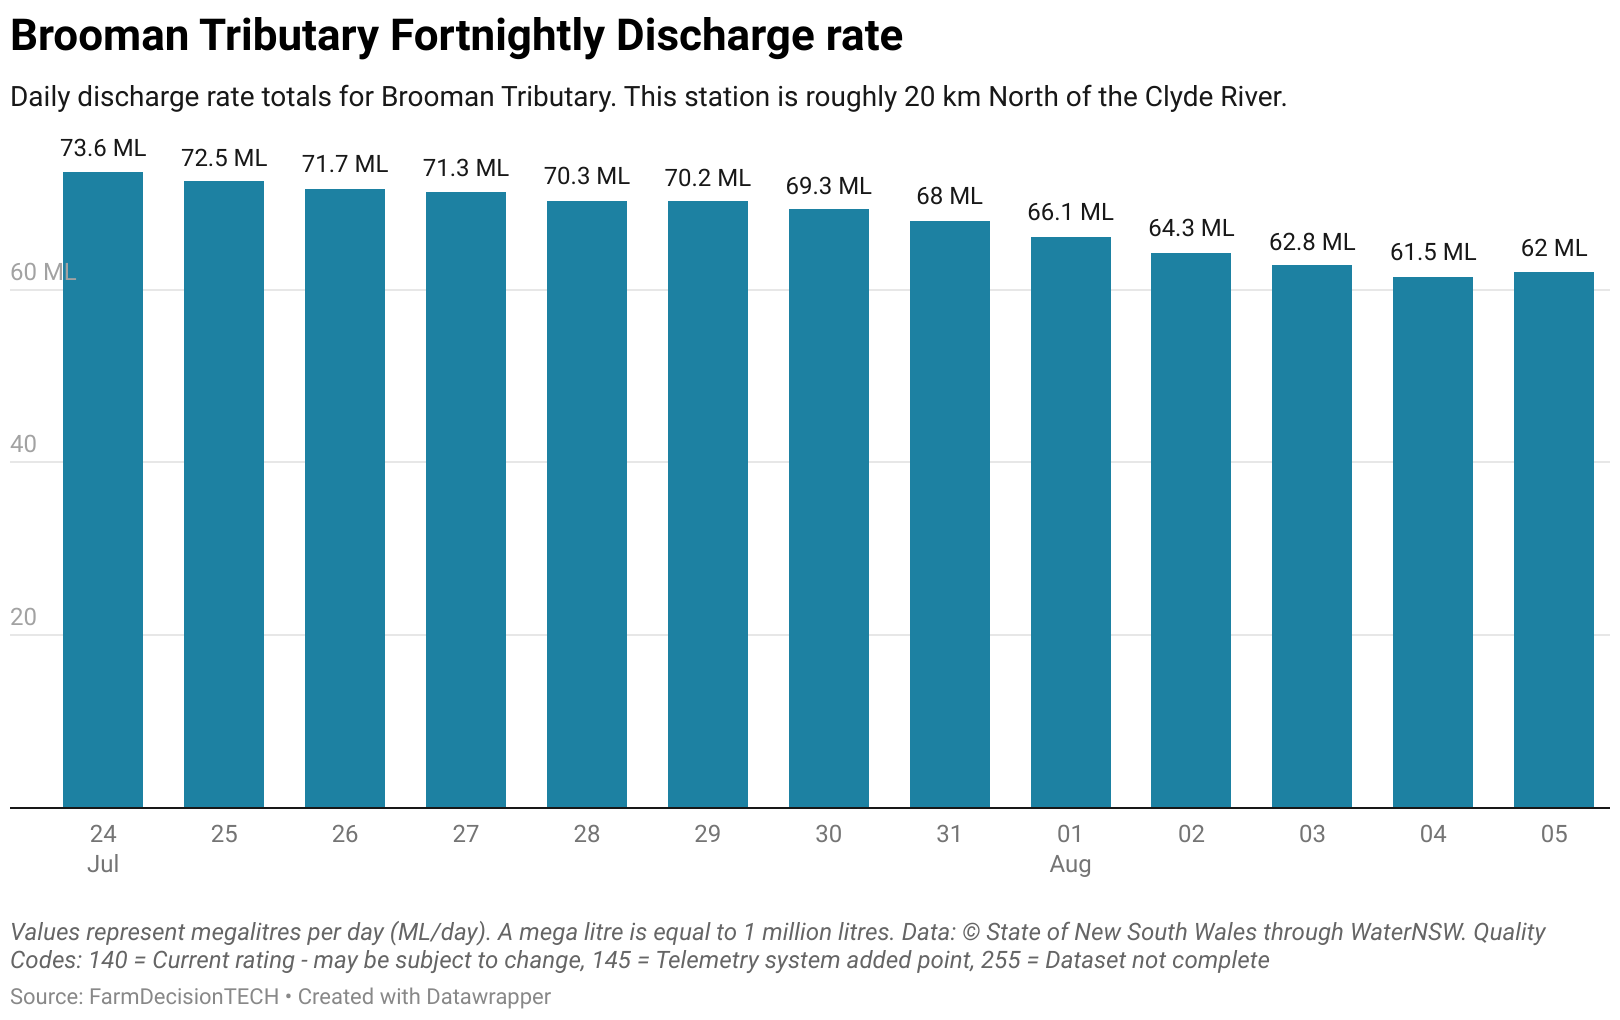 Brooman Tributary Fortnightly Discharge rate
Daily discharge rate totals for Brooman Tributary. This station is roughly 20 km North of the Clyde River.
73.6 ML
72.5 ML
71.7 ML
71.3 ML
70.3 ML
70.2 ML
69.3 ML
68 ML
66.1 ML
64.3 ML
62.8 ML
61.5 ML
62 ML
60 ML
40
20
24 25 26 27 28 29 30 31 01 02 03 04 05
Jul Aug
Values represent megalitres per day (ML/day). A mega litre is equal to 1 million litres. Data: © State of New South Wales through WaterNSW. Quality
Codes: 140 = Current rating - may be subject to change, 145 = Telemetry system added point, 255 = Dataset not complete
Source: FarmDecisionTECH • Created with Datawrapper